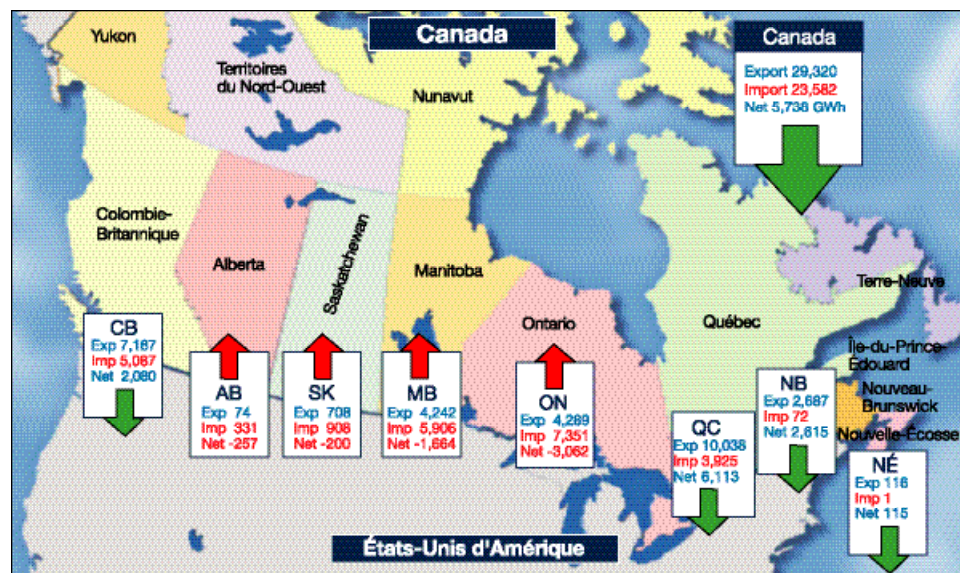 Canada
Yukon
Territoires
du Nord-Ouest
Nunavut
Canada
Export 29,320
Import 23,582
Net 5,738 GWh
Colombie-
Britannique
Alberta
Saskatchewan
Manitoba
Ontario
Québec
Terre-Neuve
Île-du-Prince-
Édouard
Nouveau-
Brunswick
Nouvelle-Écosse
CB
Exp 7,167
Imp 5,087
Net 2,080
AB
Exp 74
Imp 331
Net -257
SK
Exp 708
Imp 908
Net -200
MB
Exp 4,242
Imp 5,906
Net -1,664
ON
Exp 4,289
Imp 7,351
Net -3,062
QC
Exp 10,038
Imp 3,925
Net 6,113
NB
Exp 2,687
Imp 72
Net 2,615
NÉ
Exp 116
Imp 1
Net 115
États-Unis d'Amérique